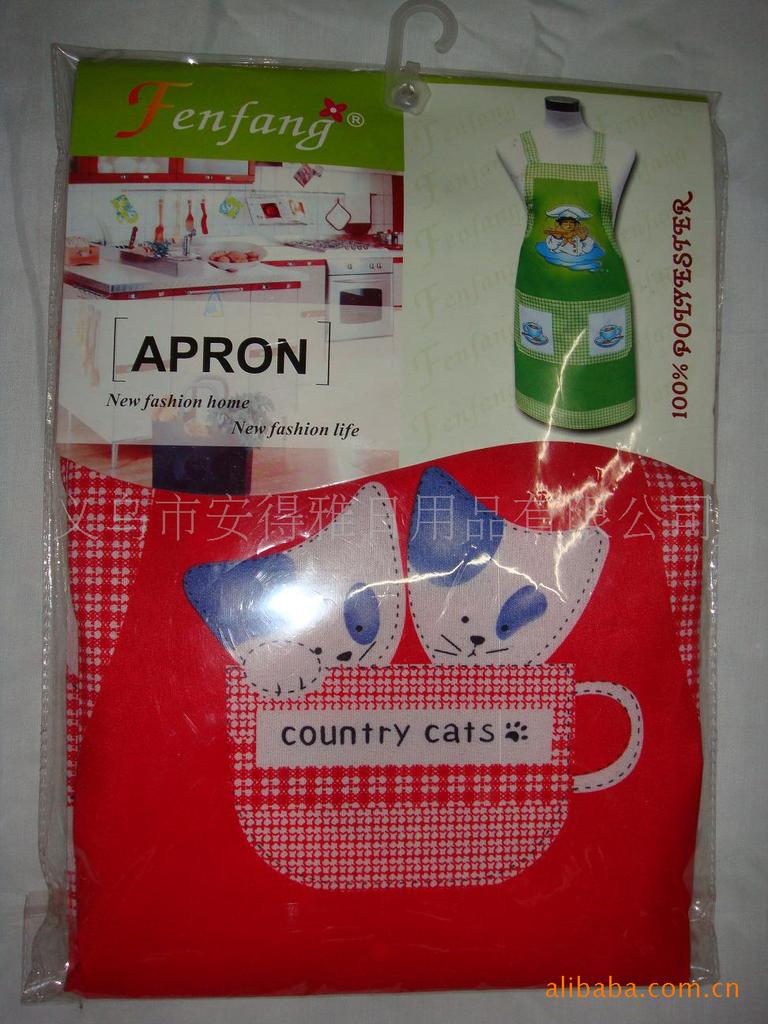 Fenfang®
100% POLYESTER
[APRON]
New fashion home
New fashion life
义乌市安得雅日用品有限公司
country cats
alibaba.com.cn